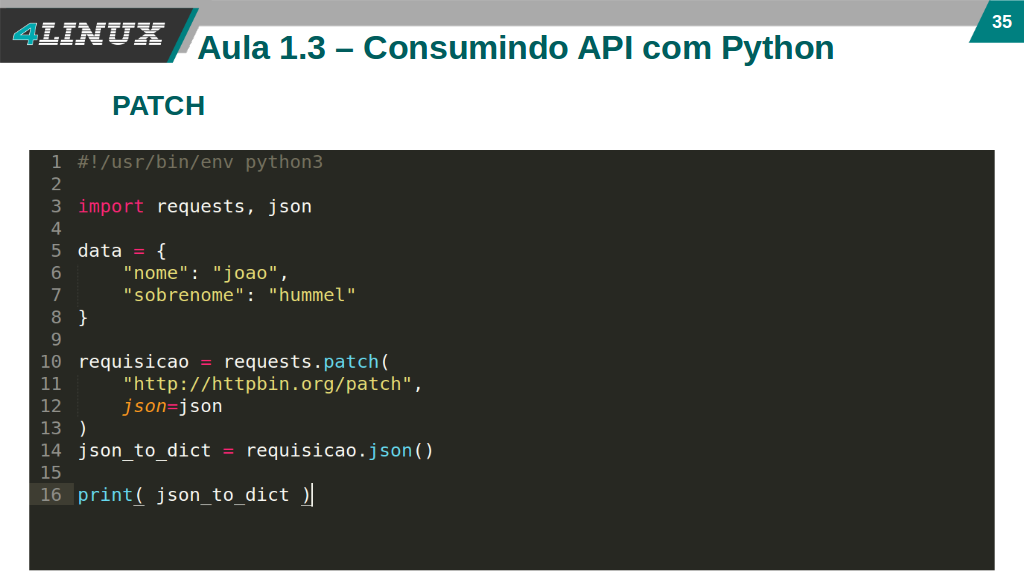 4LINUX
35
Aula 1.3 – Consumindo API com Python
PATCH
1 #!/usr/bin/env python3
2
3 import requests, json
4
5 data = {
6     "nome": "joao",
7     "sobrenome": "hummel"
8 }
9
10 requisicao = requests.patch(
11     "http://httpbin.org/patch",
12     json=json
13 )
14 json_to_dict = requisicao.json()
15
16 print( json_to_dict )